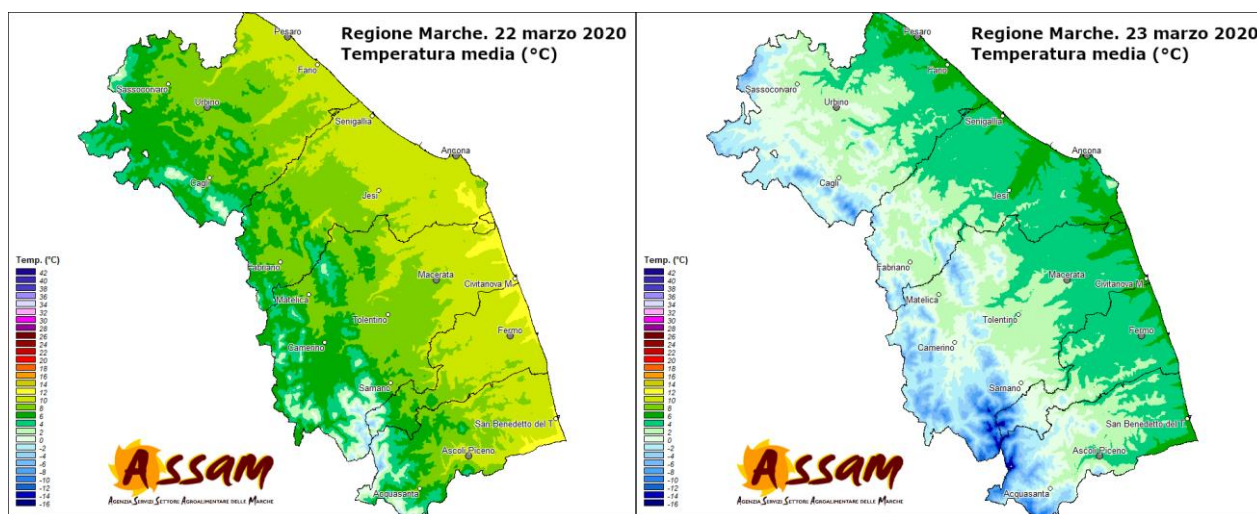 Regione Marche. 22 marzo 2020
Temperatura media (°C)
Pesaro
Fano
Sassocorvaro
Urbino
Senigallia
Ancona
Cagli
Jesi
Fabriano
Macerata
Civitanova M.
Matelica
Tolentino
Fermo
Camerino
Sarnano
San Benedetto del T.
Ascoli Piceno
Acquasanta
Temp. (°C)
42
40
38
36
34
32
30
28
26
24
22
20
18
16
14
12
10
8
6
4
2
0
-2
-4
-6
-8
-10
-12
-14
-16
ASSAM
AGENZIA SERVIZI SETTORE AGROALIMENTARE DELLE MARCHE
Regione Marche. 23 marzo 2020
Temperatura media (°C)
Pesaro
Fano
Sassocorvaro
Urbino
Senigallia
Ancona
Cagli
Jesi
Fabriano
Macerata
Civitanova M.
Matelica
Tolentino
Fermo
Camerino
Sarnano
San Benedetto del T.
Ascoli Piceno
Acquasanta
Temp. (°C)
42
40
38
36
34
32
30
28
26
24
22
20
18
16
14
12
10
8
6
4
2
0
-2
-4
-6
-8
-10
-12
-14
-16
ASSAM
AGENZIA SERVIZI SETTORE AGROALIMENTARE DELLE MARCHE